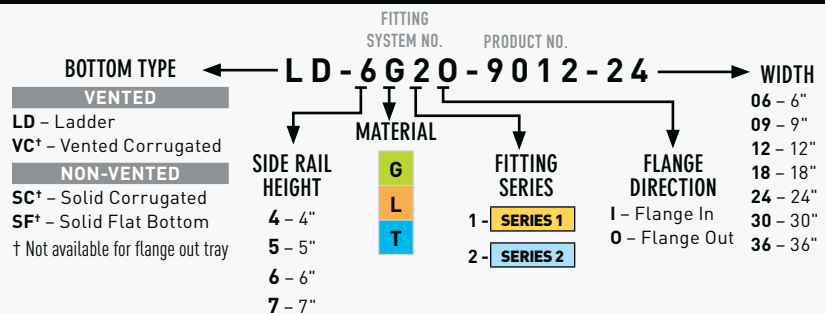 FITTING
SYSTEM NO.
PRODUCT NO.
BOTTOM TYPE
LD-6G2O-9012-24
WIDTH
VENTED
LD – Ladder
VC† – Vented Corrugated
NON-VENTED
SC† – Solid Corrugated
SF† – Solid Flat Bottom
† Not available for flange out tray
SIDE RAIL
HEIGHT
4 – 4"
5 – 5"
6 – 6"
7 – 7"
MATERIAL
G
L
T
FITTING
SERIES
1 - SERIES 1
2 - SERIES 2
FLANGE
DIRECTION
I – Flange In
O – Flange Out
06 – 6"
09 – 9"
12 – 12"
18 – 18"
24 – 24"
30 – 30"
36 – 36"